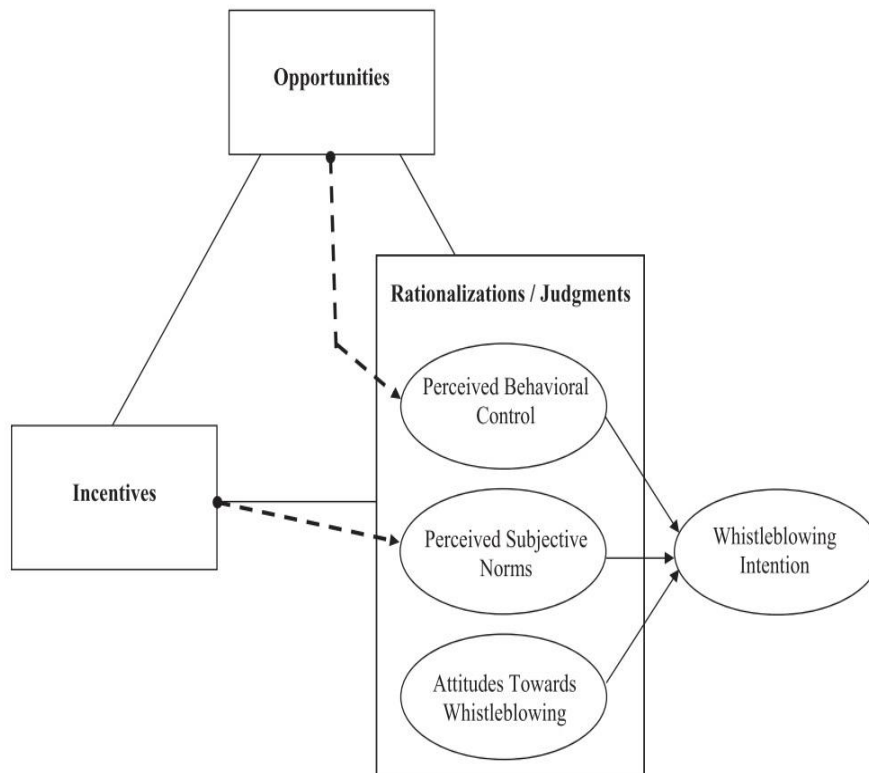 Opportunities
Rationalizations / Judgments
Perceived Behavioral
Control
Incentives
Perceived Subjective
Norms
Whistleblowing
Intention
Attitudes Towards
Whistleblowing